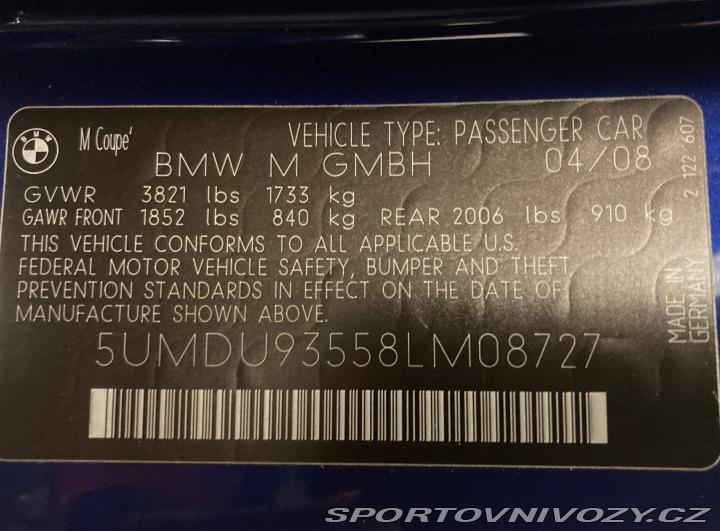 BMW
M Coupe'
VEHICLE TYPE: PASSENGER CAR
BMW M GMBH 04/08
GVWR 3821 lbs 1733 kg
GAWR FRONT 1852 lbs 840 kg REAR 2006 lbs 910 kg
THIS VEHICLE CONFORMS TO ALL APPLICABLE U.S.
FEDERAL MOTOR VEHICLE SAFETY, BUMPER AND THEFT
PREVENTION STANDARDS IN EFFECT ON THE DATE OF
MANUFACTURE SHOWN ABOVE.
5UMDU93558LM08727
2 122 607
MADE IN
GERMANY
SPORTOVNIVOZY.CZ